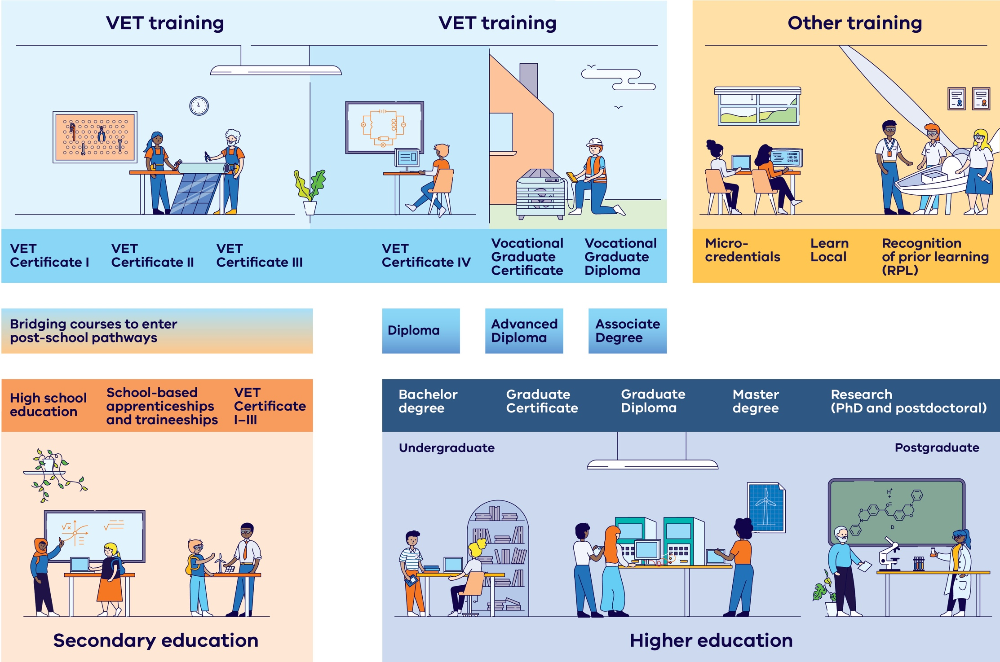 VET training
VET training
Other training
VET
Certificate I
VET
Certificate II
VET
Certificate III
VET
Certificate IV
Vocational
Graduate
Certificate
Vocational
Graduate
Diploma
Micro-
credentials
Learn
Local
Recognition
of prior learning
(RPL)
Bridging courses to enter
post-school pathways
Diploma
Advanced
Diploma
Associate
Degree
High school
education
School-based
apprenticeships
and traineeships
VET
Certificate
I–III
Bachelor
degree
Graduate
Certificate
Graduate
Diploma
Master
degree
Research
(PhD and postdoctoral)
Undergraduate
Postgraduate
√x
H+
+
O
N
O
O
N
D
Secondary education
Higher education